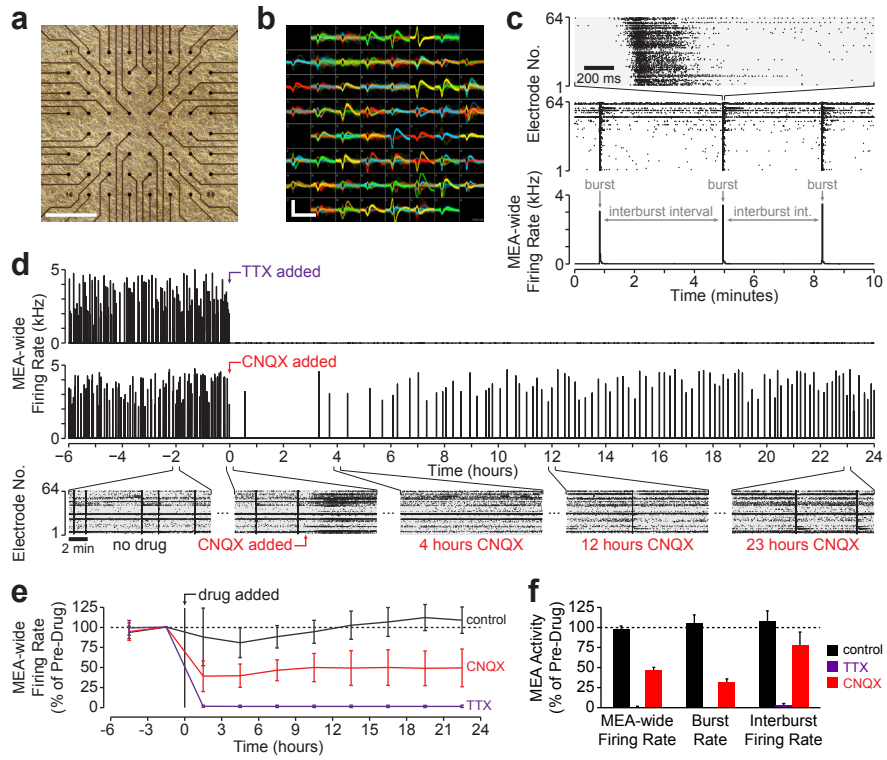 a
b
c
64
Electrode No.
1
200 ms
64
1
burst
burst
burst
interburst interval
interburst int.
MEA-wide
Firing Rate (kHz)
4
0
0
2
4
6
8
10
Time (minutes)
d
TTX added
5
0
MEA-wide
Firing Rate (kHz)
CNQX added
5
0
−6
−4
−2
0
2
4
6
8
10
12
14
16
18
20
22
24
Time (hours)
Electrode No.
64
1
2 min
no drug
CNQX added
4 hours CNQX
12 hours CNQX
23 hours CNQX
e
drug added
MEA-wide
Firing Rate
(% of Pre-Drug)
125
100
75
50
25
0
control
CNQX
TTX
-6
-3
0
3
6
9
12
15
18
21
24
Time (hours)
f
MEA Activity
(% of Pre-Drug)
125
100
75
50
25
0
control
TTX
CNQX
MEA-wide
Firing Rate
Burst
Rate
Interburst
Firing Rate